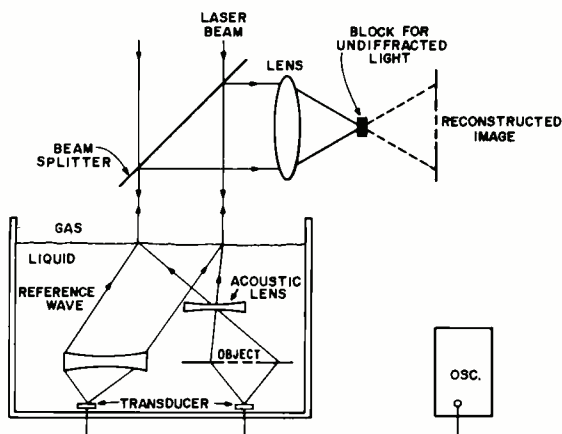 LASER
BEAM
BLOCK FOR
UNDIFFRACTED
LIGHT
LENS
RECONSTRUCTED
IMAGE
BEAM
SPLITTER
GAS
LIQUID
REFERENCE
WAVE
ACOUSTIC
LENS
OBJECT
TRANSDUCER
OSC.